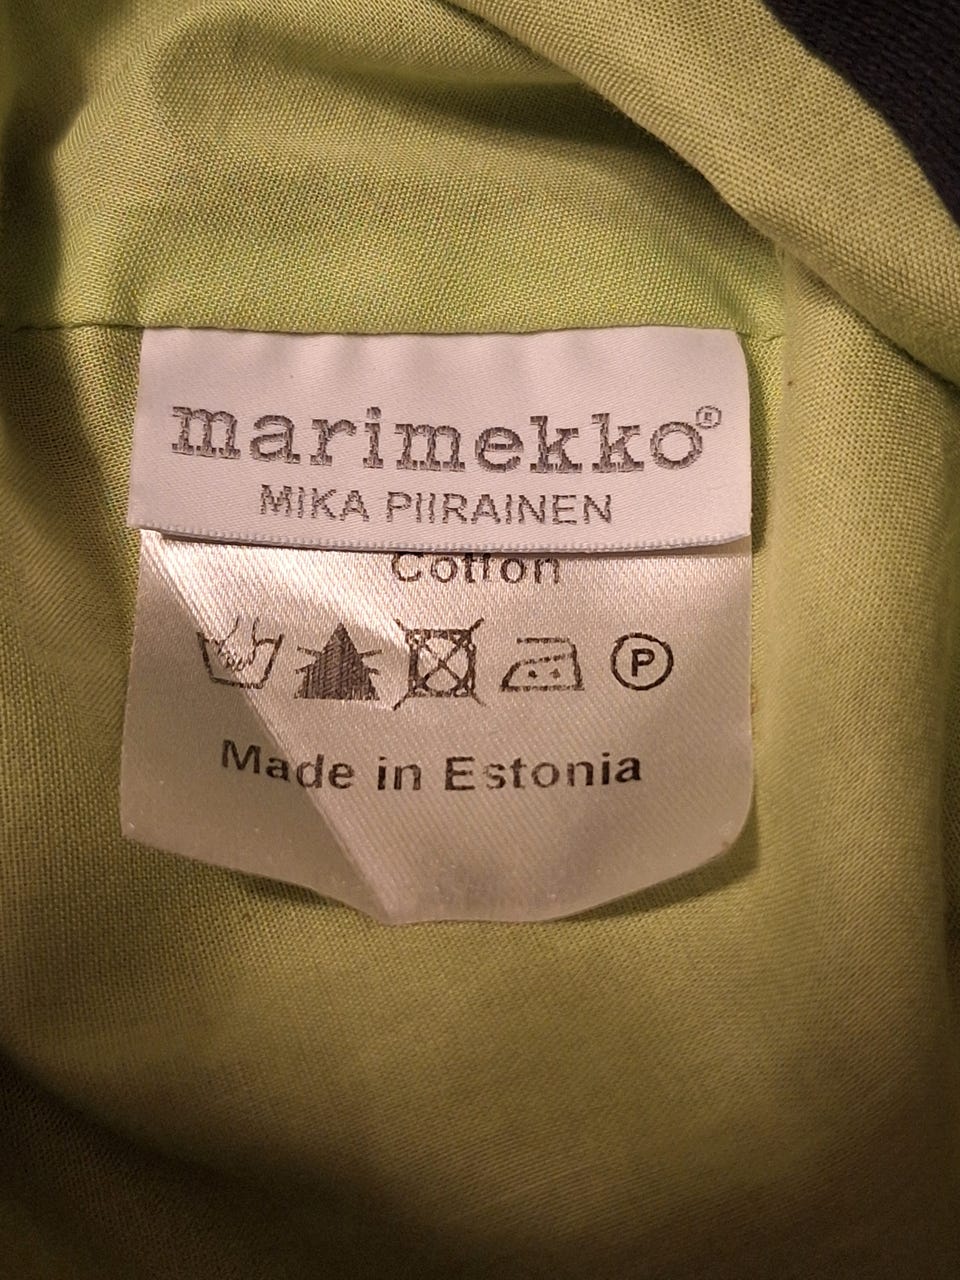 marimekko®
MIKA PIIRAINEN
Cotton
P
Made in Estonia